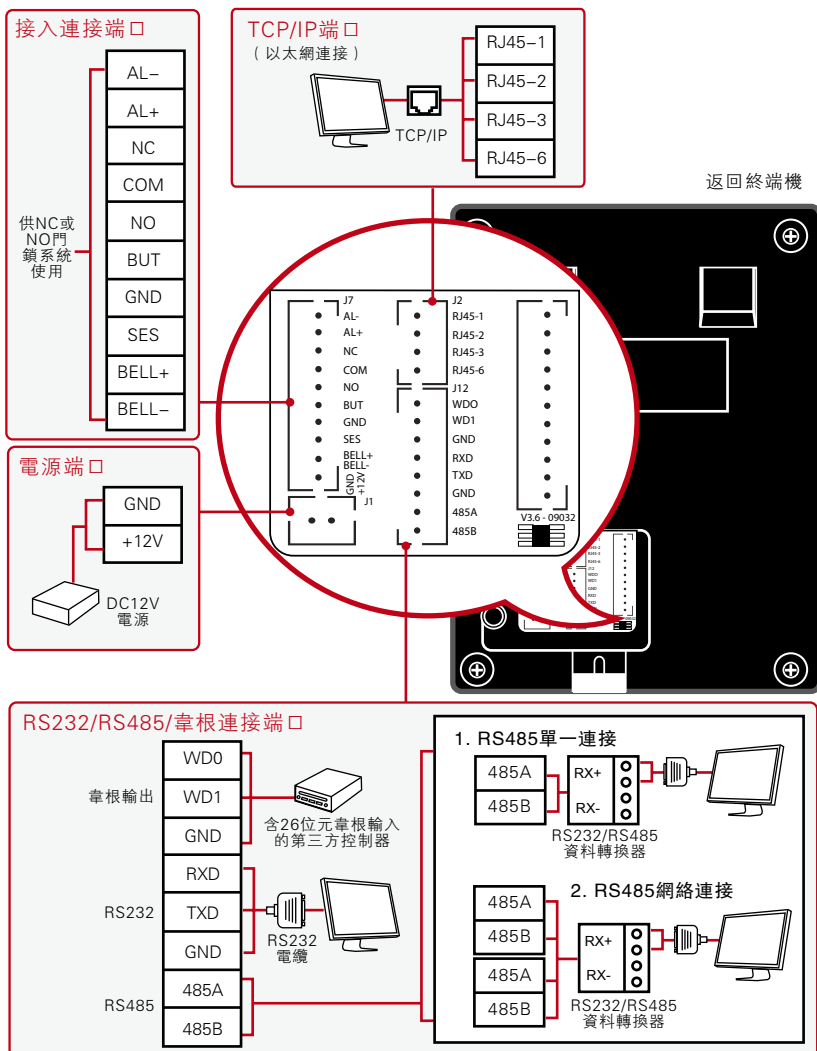 接入連接端口
AL-
AL+
NC
COM
NO
BUT
GND
SES
BELL+
BELL-
供NC或
NO門
鎖系統
使用
TCP/IP端口
(以太網連接)
TCP/IP
RJ45-1
RJ45-2
RJ45-3
RJ45-6
返回終端機
J7
AL-
AL+
NC
COM
NO
BUT
GND
SES
BELL+
BELL-
GND
+12V
J1
J2
RJ45-1
RJ45-2
RJ45-3
RJ45-6
J12
WDO
WD1
GND
RXD
TXD
GND
485A
485B
V3.6 - 09032
電源端口
GND
+12V
DC12V
電源
RS232/RS485/韋根連接端口
韋根輸出
WD0
WD1
GND
含26位元韋根輸入
的第三方控制器
RS232
RXD
TXD
GND
RS232
電纜
RS485
485A
485B
1. RS485單一連接
485A
485B
RX+
RX-
RS232/RS485
資料轉換器
2. RS485網絡連接
485A
485B
485A
485B
RX+
RX-
RS232/RS485
資料轉換器